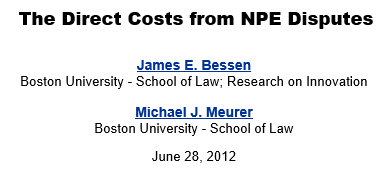 The Direct Costs from NPE Disputes
James E. Bessen
Boston University - School of Law; Research on Innovation
Michael J. Meurer
Boston University - School of Law
June 28, 2012